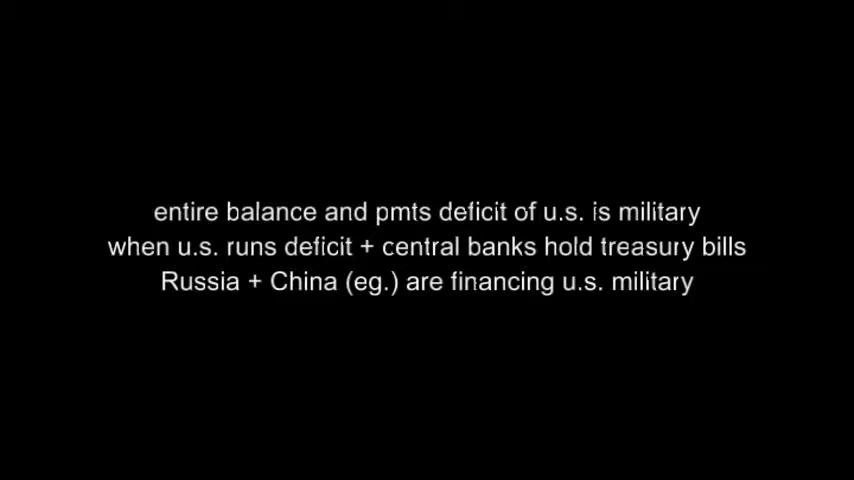 entire balance and pmts deficit of u.s. is military
when u.s. runs deficit + central banks hold treasury bills
Russia + China (eg.) are financing u.s. military